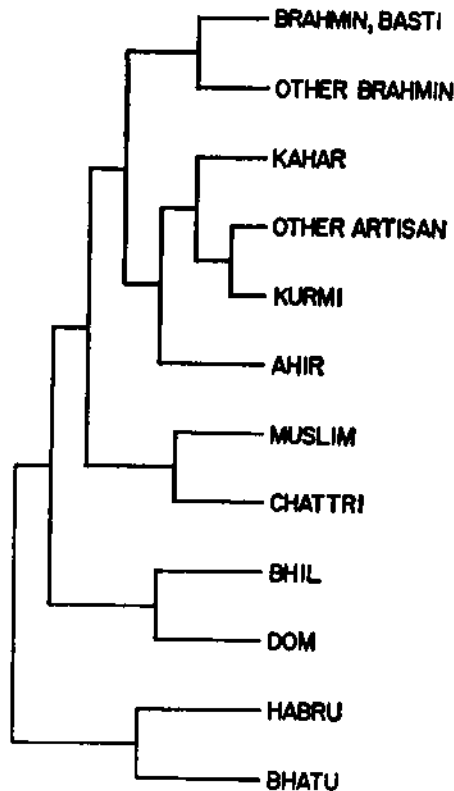 BRAHMIN, BASTI
OTHER BRAHMIN
KAHAR
OTHER ARTISAN
KURMI
AHIR
MUSLIM
CHATTRI
BHIL
DOM
HABRU
BHATU